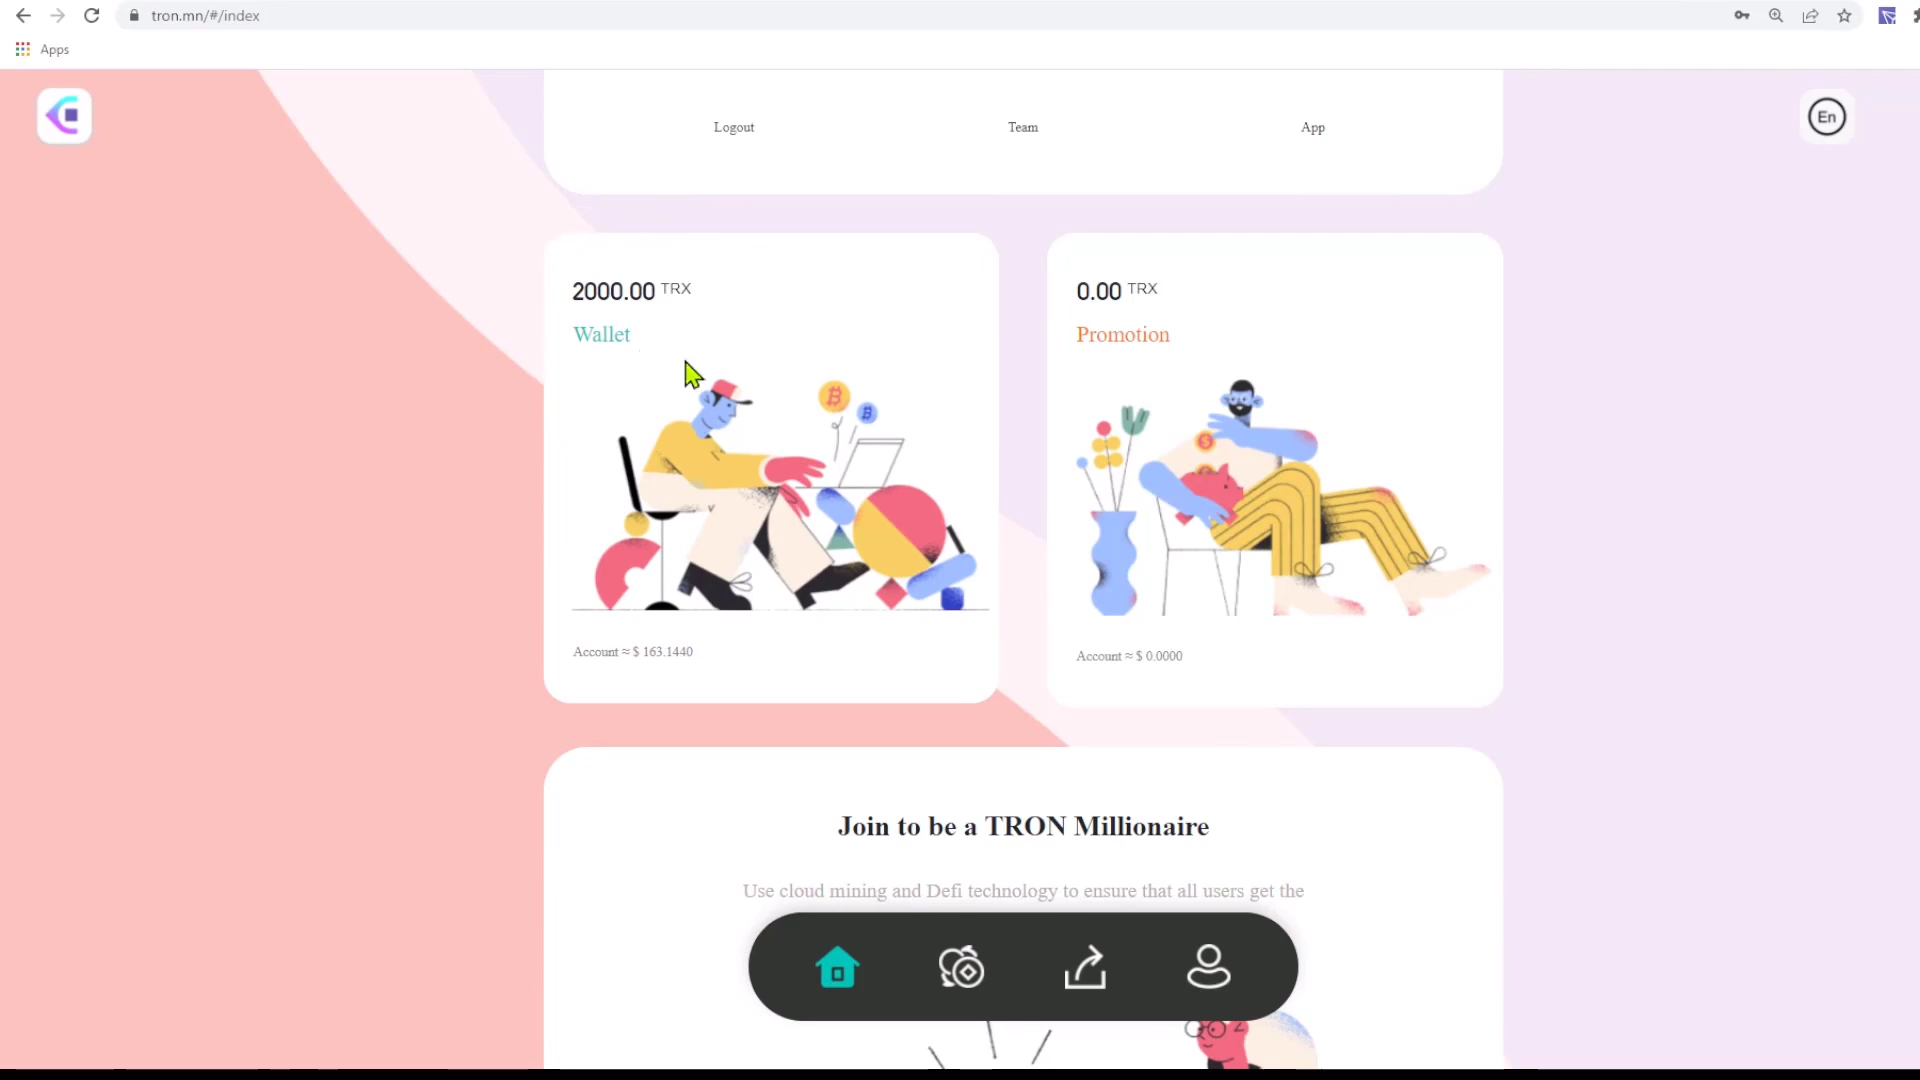 tron.mn/#/index
Apps
En
Logout
Team
App
2000.00 TRX
Wallet
Account ≈ $ 163.1440
0.00 TRX
Promotion
Account ≈ $ 0.0000
Join to be a TRON Millionaire
Use cloud mining and Defi technology to ensure that all users get the